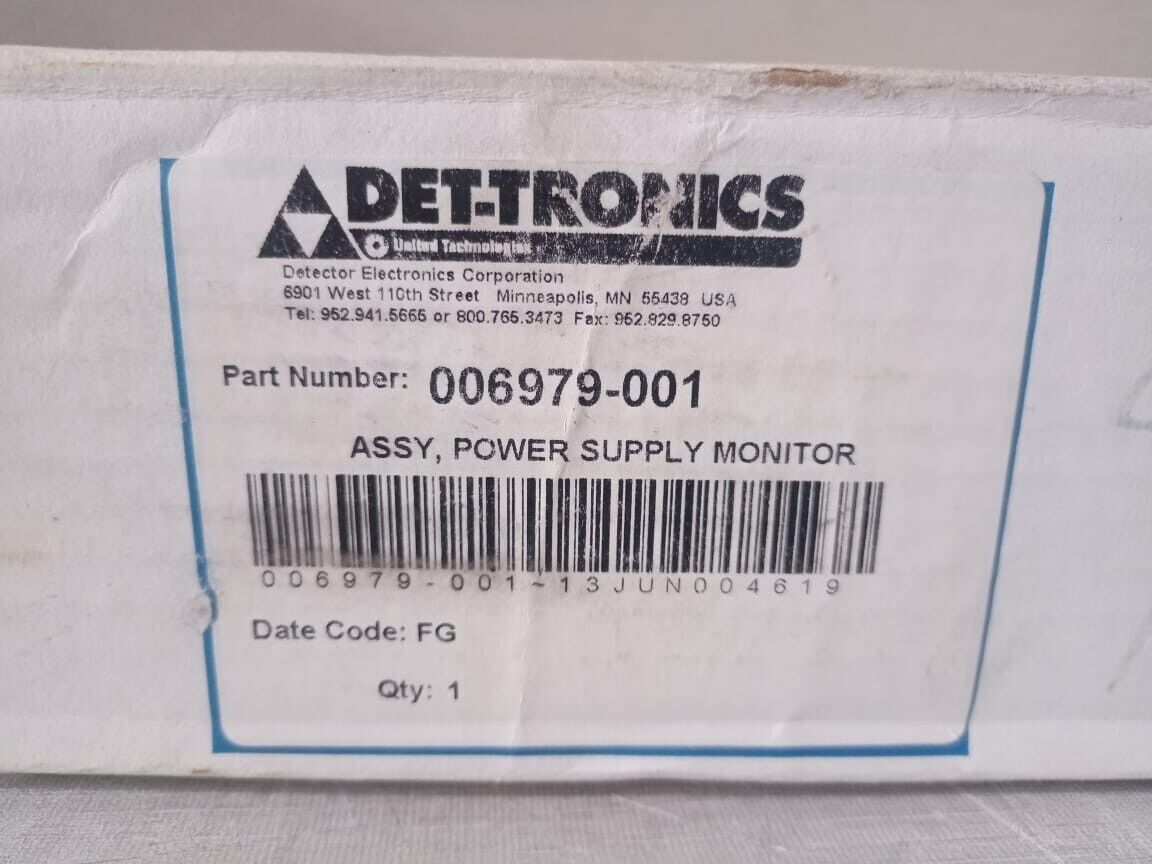 DET-TRONICS
United Technologies
Detector Electronics Corporation
6901 West 110th Street Minneapolis, MN 55438 USA
Tel: 952.941.5665 or 800.765.3473 Fax: 952.829.8750
Part Number: 006979-001
ASSY, POWER SUPPLY MONITOR
006979-001~13JUN004619
Date Code: FG
Qty: 1